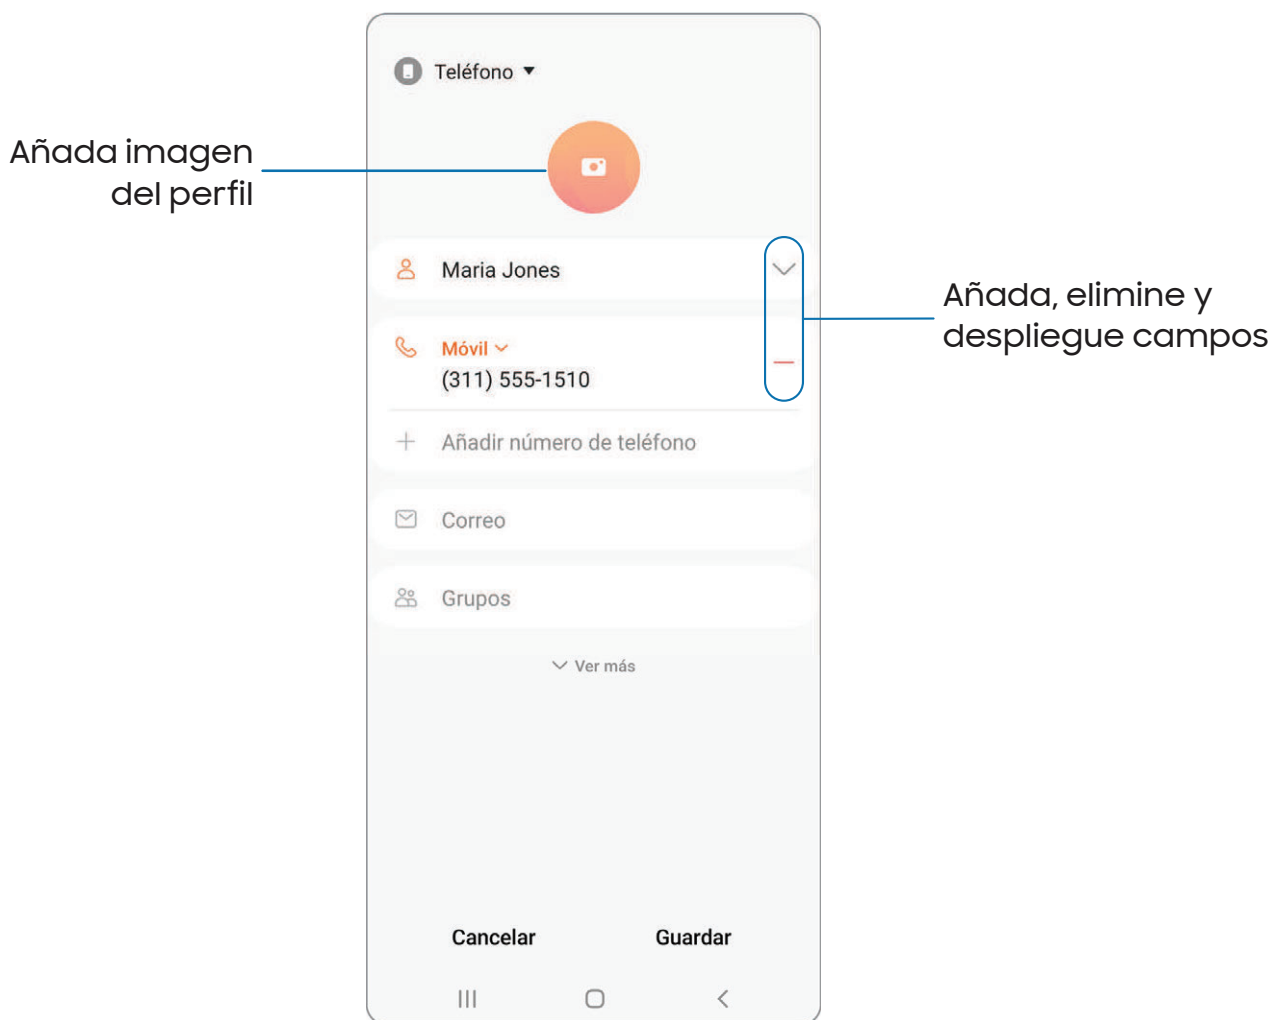 Teléfono
Añada imagen
del perfil
Maria Jones
Añada, elimine y
despliegue campos
Móvil
(311) 555-1510
Añadir número de teléfono
Correo
Grupos
Ver más
Cancelar
Guardar